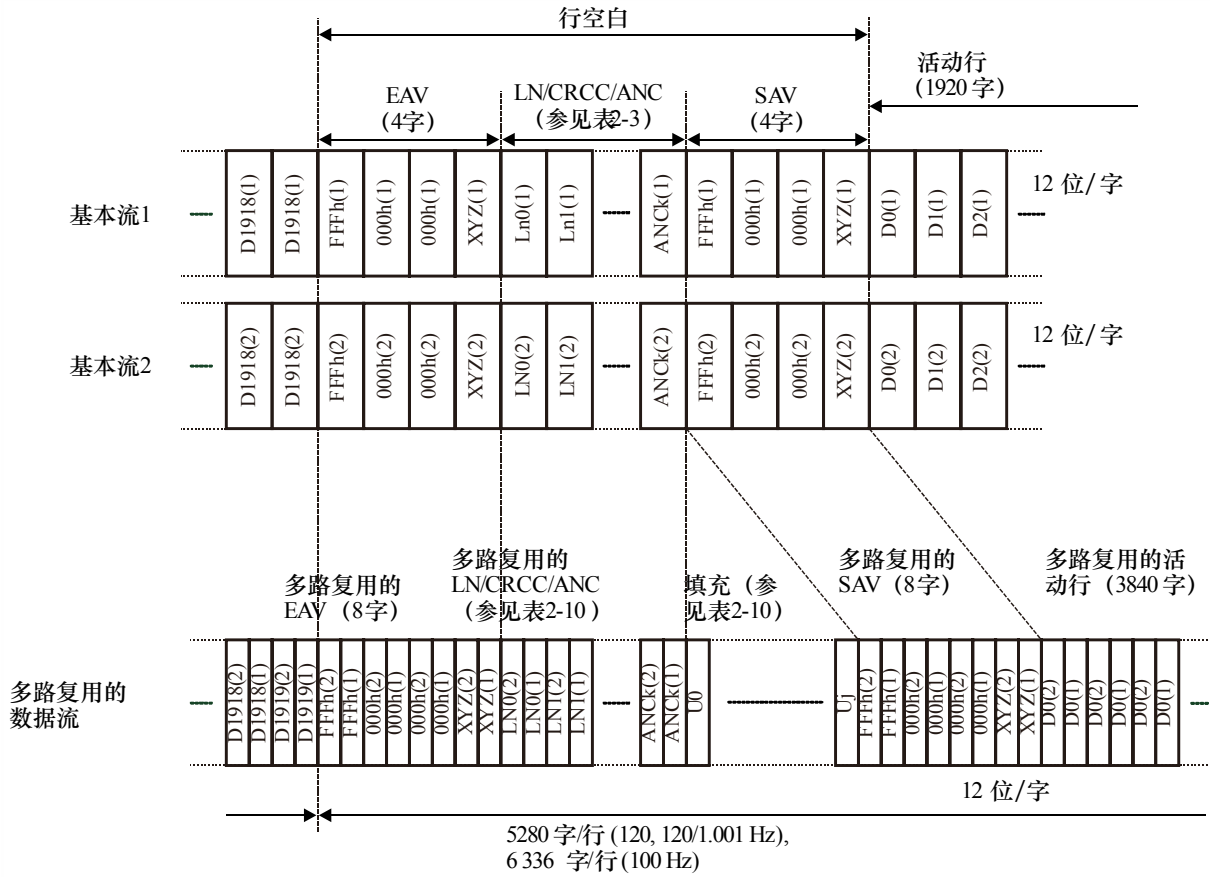 行空白
活动行
（1920 字）
EAV
（4字）
LN/CRCC/ANC
（参见表2-3）
SAV
（4字）
基本流1
D1918(1)
D1918(1)
FFFh(1)
000h(1)
000h(1)
XYZ(1)
Ln0(1)
Ln1(1)
ANCk(1)
FFFh(1)
000h(1)
000h(1)
XYZ(1)
D0(1)
D1(1)
D2(1)
12 位/字
基本流2
D1918(2)
D1918(2)
FFFh(2)
000h(2)
000h(2)
XYZ(2)
LN0(2)
LN1(2)
ANCk(2)
FFFh(2)
000h(2)
000h(2)
XYZ(2)
D0(2)
D1(2)
D2(2)
12 位/字
多路复用的
EAV（8字）
多路复用的
LN/CRCC/ANC
（参见表2-10 ）
填充（参
见表2-10）
多路复用的
SAV（8字）
多路复用的活
动行（3840 字）
多路复用的
数据流
D1918(2)
D1918(1)
D1919(2)
D1919(1)
FFFh(2)
FFFh(1)
000h(2)
000h(1)
000h(2)
000h(1)
XYZ(2)
XYZ(1)
LN0(2)
LN0(1)
LN1(2)
LN1(1)
ANCk(2)
ANCk(1)
U0
Uj
FFFh(2)
FFFh(1)
000h(2)
000h(1)
000h(2)
000h(1)
XYZ(2)
XYZ(1)
D0(2)
D0(1)
D0(2)
D0(1)
D0(2)
D0(1)
12 位/字
5280 字/行 (120, 120/1.001 Hz),
6 336 字/行 (100 Hz)